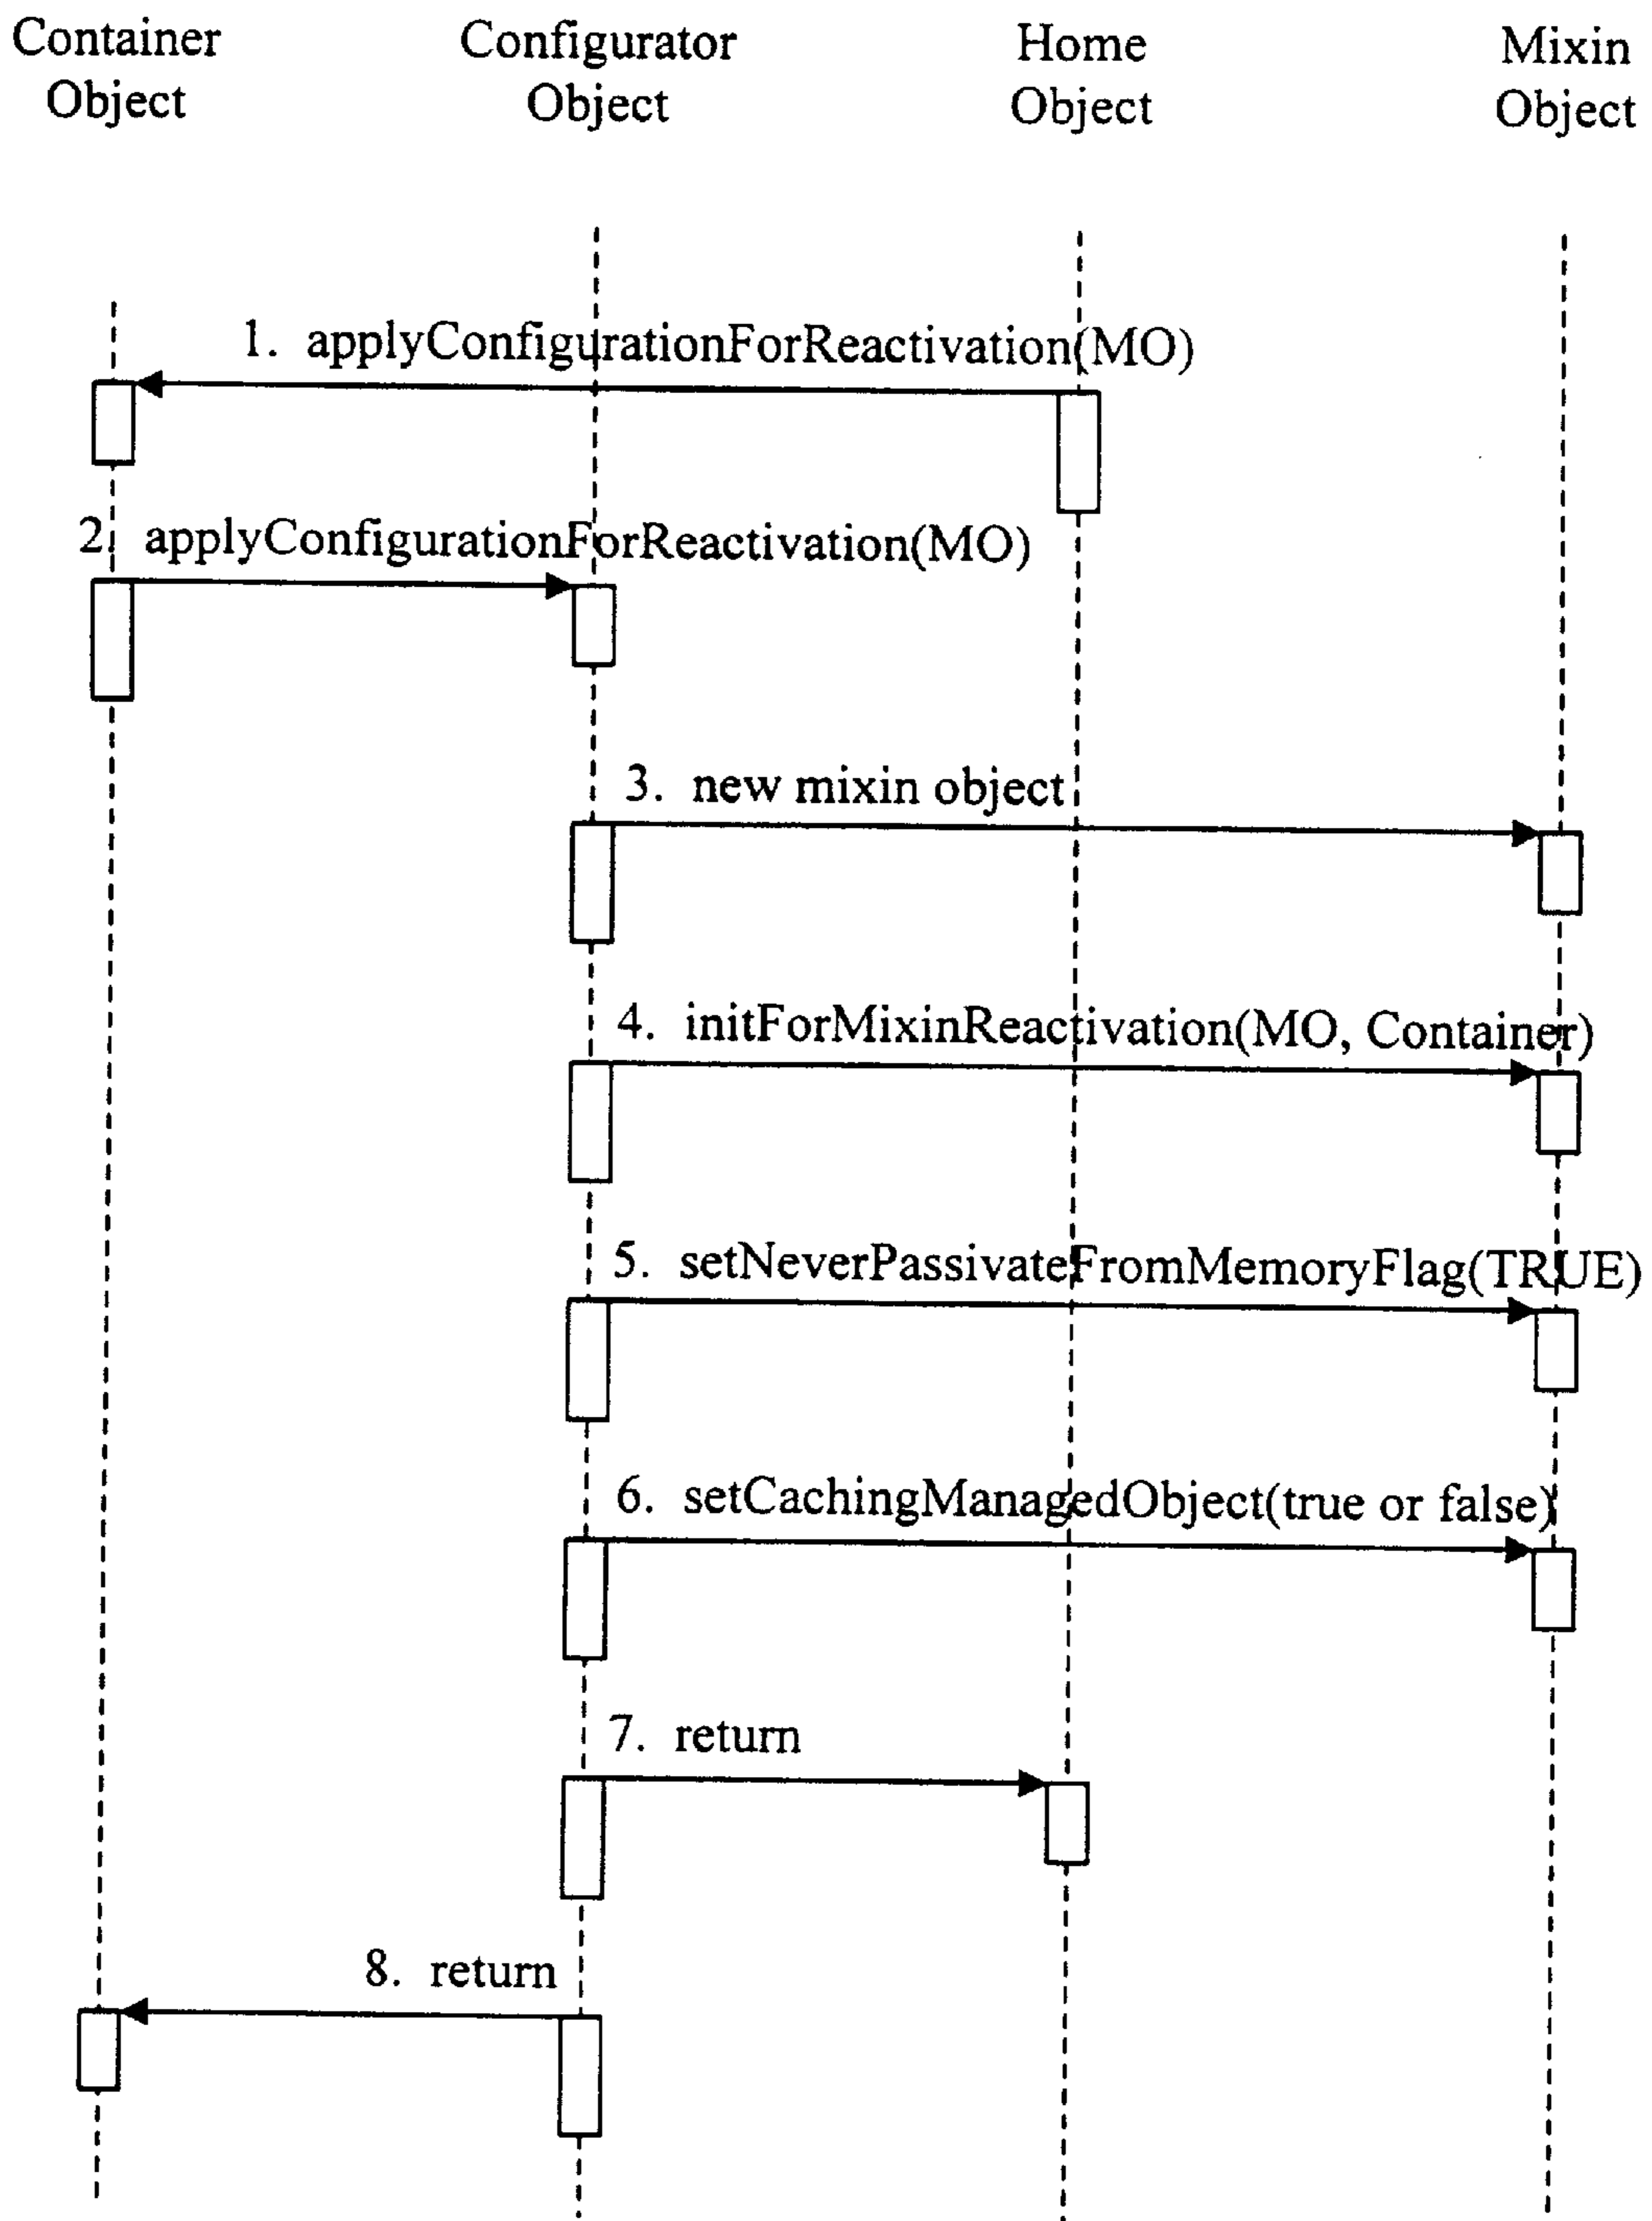 Container Object
Configurator Object
Home Object
Mixin Object
1. applyConfigurationForReactivation(MO)
2. applyConfigurationForReactivation(MO)
3. new mixin object
4. initForMixinReactivation(MO, Container)
5. setNeverPassivateFromMemoryFlag(TRUE)
6. setCachingManagedObject(true or false)
7. return
8. return